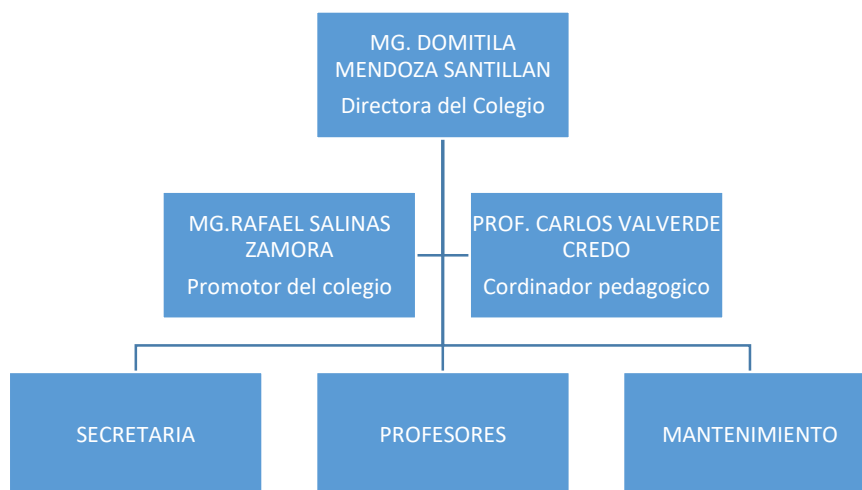 MG. DOMITILA
MENDOZA SANTILLAN
Directora del Colegio
MG.RAFAEL SALINAS
ZAMORA
Promotor del colegio
PROF. CARLOS VALVERDE
CREDO
Cordinador pedagogico
SECRETARIA
PROFESORES
MANTENIMIENTO